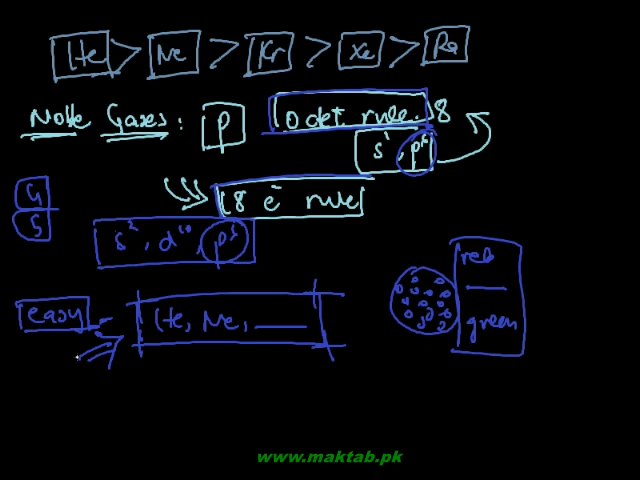 He > Ne > Kr > Xe > Ra
Noble Gases: P octet rule. 8
s², p⁶
18 e⁻ rule
4
5
s², d¹⁰, p⁶
red
easy - He, Ne, ___
green
www.maktab.pk